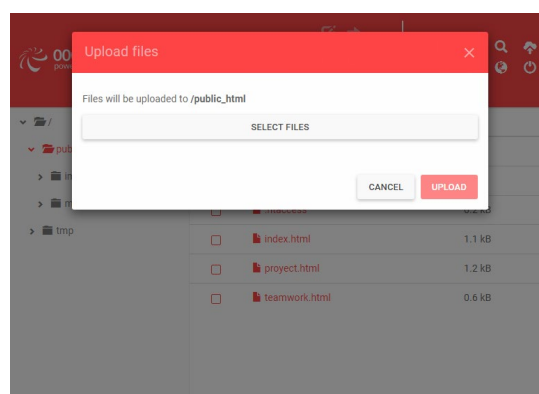 000
Upload files
Files will be uploaded to /public_html
SELECT FILES
CANCEL
UPLOAD
/
tmp
index.html 1.1 kB
proyect.html 1.2 kB
teamwork.html 0.6 kB